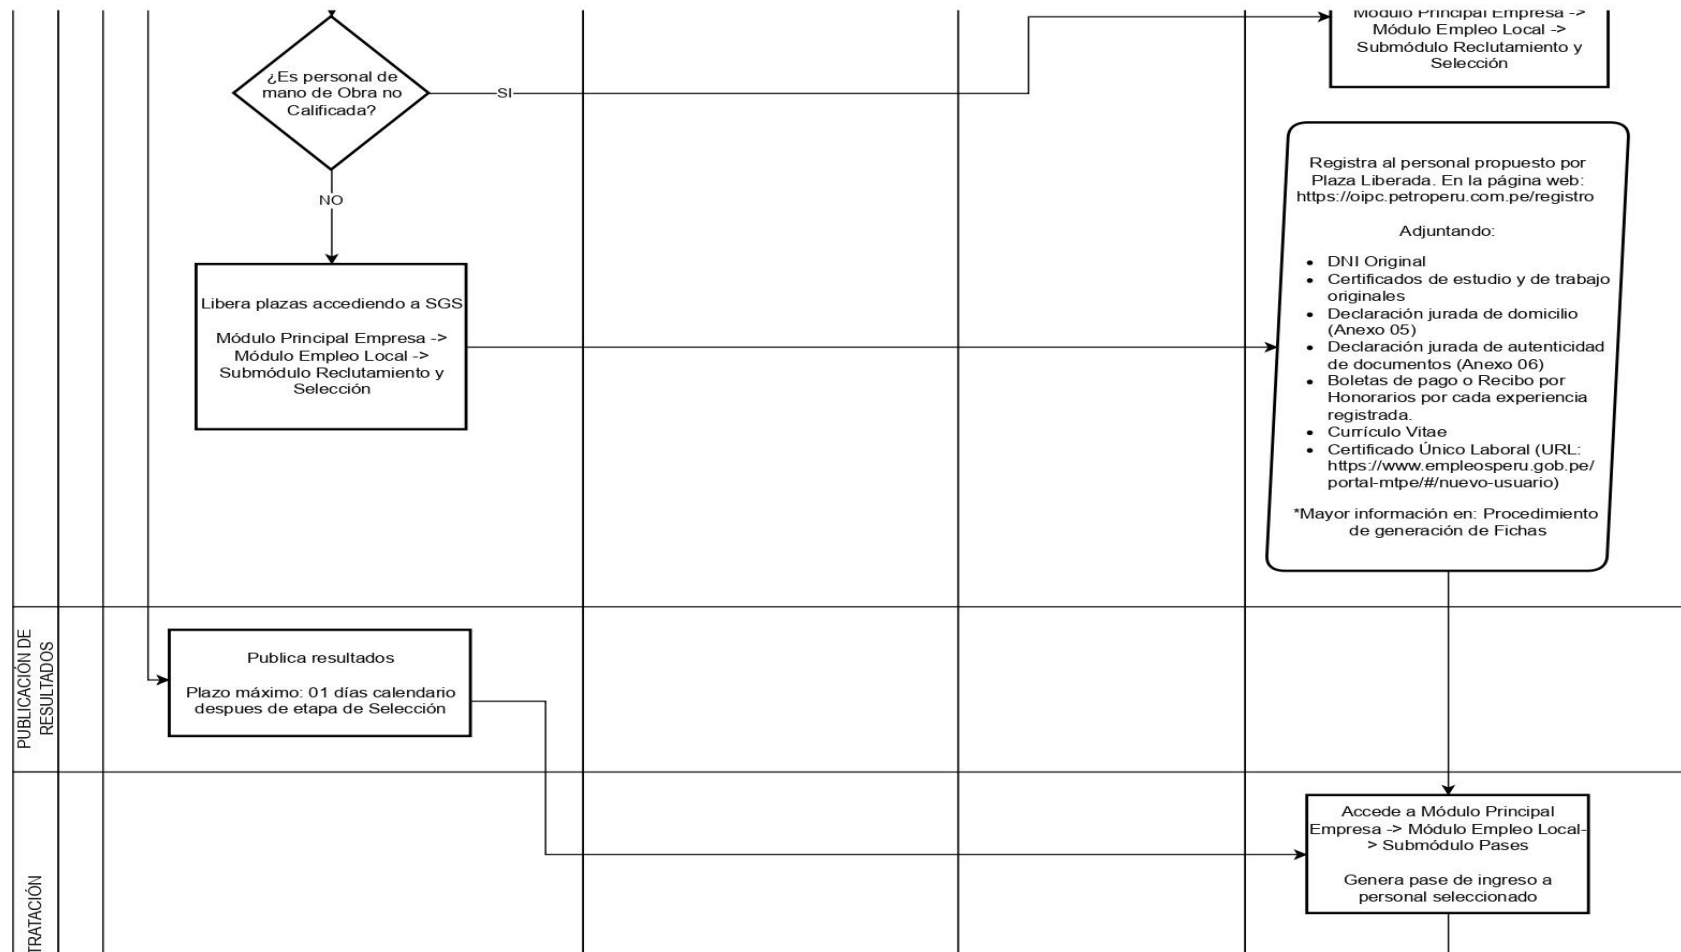 Módulo Principal Empresa ->
Módulo Empleo Local ->
Submódulo Reclutamiento y
Selección
¿Es personal de
mano de Obra no
Calificada?
SI
NO
Libera plazas accediendo a SGS
Módulo Principal Empresa ->
Módulo Empleo Local ->
Submódulo Reclutamiento y
Selección
Registra al personal propuesto por
Plaza Liberada. En la página web:
https://oipc.petroperu.com.pe/registro
Adjuntando:
• DNI Original
• Certificados de estudio y de trabajo
originales
• Declaración jurada de domicilio
(Anexo 05)
• Declaración jurada de autenticidad
de documentos (Anexo 06)
• Boletas de pago o Recibo por
Honorarios por cada experiencia
registrada.
• Currículo Vitae
• Certificado Único Laboral (URL:
https://www.empleosperu.gob.pe/
portal-mtpe/#/nuevo-usuario)
*Mayor información en: Procedimiento
de generación de Fichas
PUBLICACIÓN DE
RESULTADOS
Publica resultados
Plazo máximo: 01 días calendario
despues de etapa de Selección
TRATACIÓN
Accede a Módulo Principal
Empresa -> Módulo Empleo Local-
> Submódulo Pases
Genera pase de ingreso a
personal seleccionado